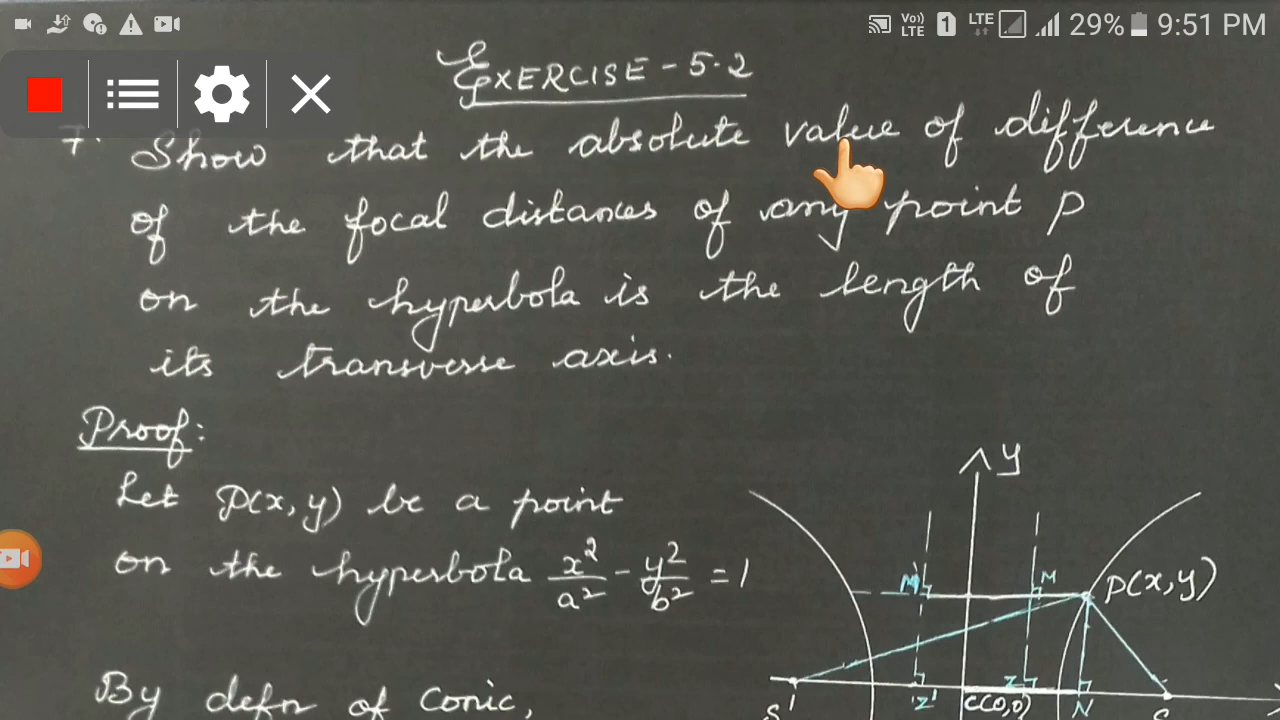 Vo)) LTE 1 LTE 29% 9:51 PM
EXERCISE - 5.2
7. Show that the absolute value of difference
of the focal distances of any point P
on the hyperbola is the length of
its transverse axis.
Proof:
Let P(x, y) be a point
on the hyperbola x²/a² - y²/b² = 1
By defn of conic,
y
M' M P(x, y)
S' Z' C(0,0) Z N S